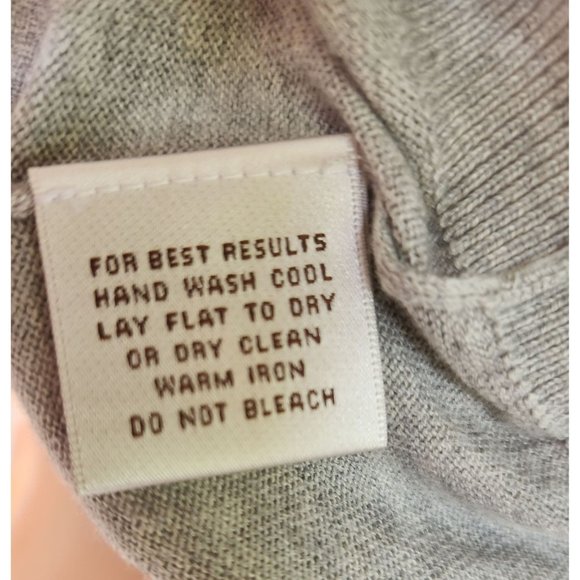 FOR BEST RESULTS
HAND WASH COOL
LAY FLAT TO DRY
OR DRY CLEAN
WARM IRON
DO NOT BLEACH